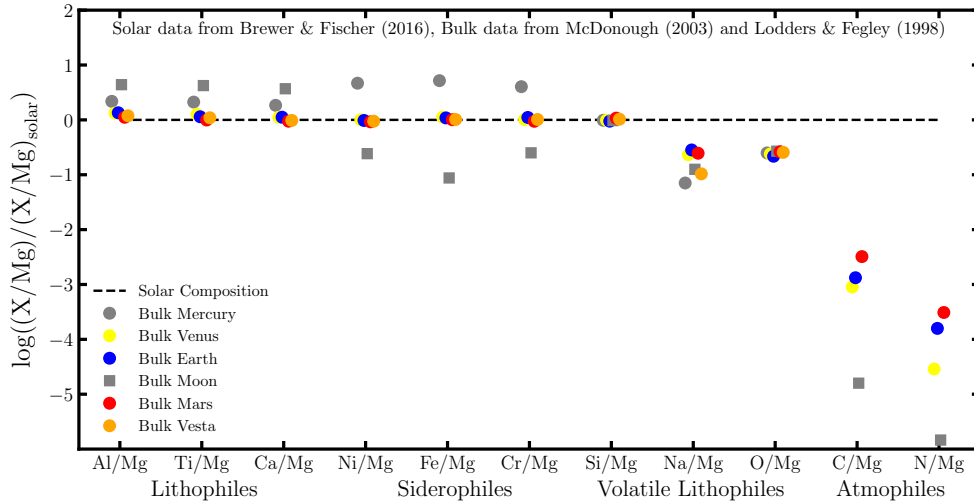 Solar data from Brewer & Fischer (2016), Bulk data from McDonough (2003) and Lodders & Fegley (1998)
2
1
0
−1
−2
−3
−4
−5
log((X/Mg)/(X/Mg)solar)
Solar Composition
Bulk Mercury
Bulk Venus
Bulk Earth
Bulk Moon
Bulk Mars
Bulk Vesta
Al/Mg Ti/Mg Ca/Mg Ni/Mg Fe/Mg Cr/Mg Si/Mg Na/Mg O/Mg C/Mg N/Mg
Lithophiles Siderophiles Volatile Lithophiles Atmophiles